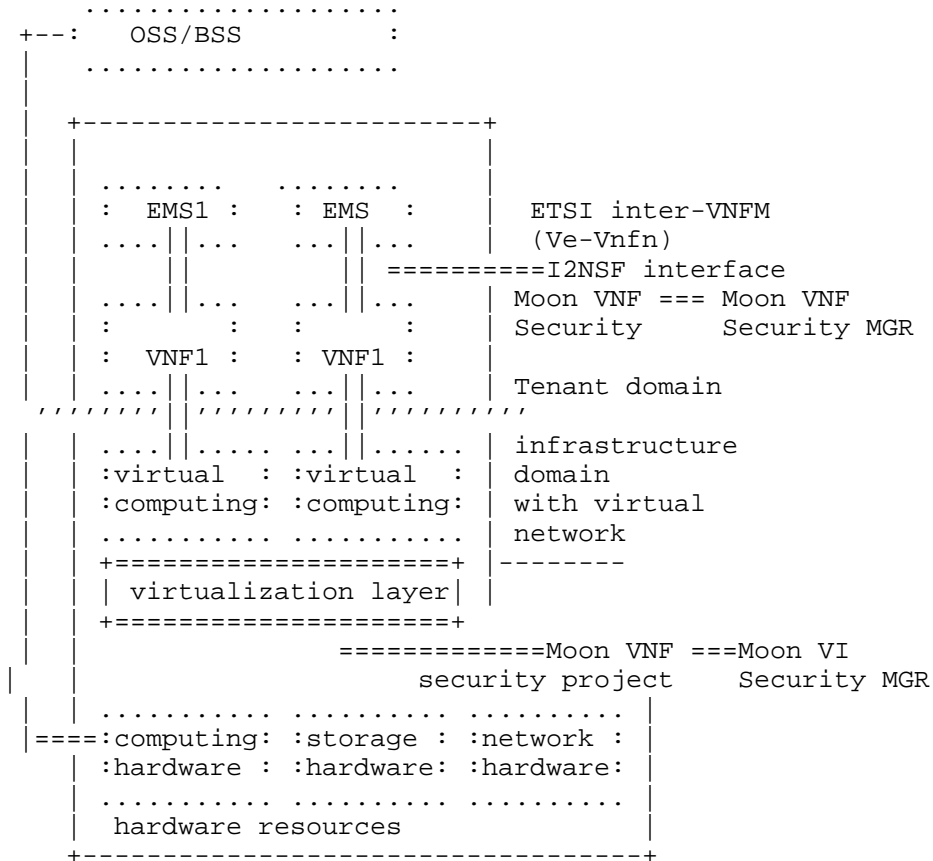 OSS/BSS
EMS1 EMS ETSI inter-VNFM
(Ve-Vnfn)
I2NSF interface
Moon VNF === Moon VNF
Security Security MGR
VNF1 VNF1
Tenant domain
infrastructure
virtual virtual domain
computing computing with virtual
network
virtualization layer
Moon VNF ===Moon VI
security project Security MGR
computing storage network
hardware hardware hardware
hardware resources